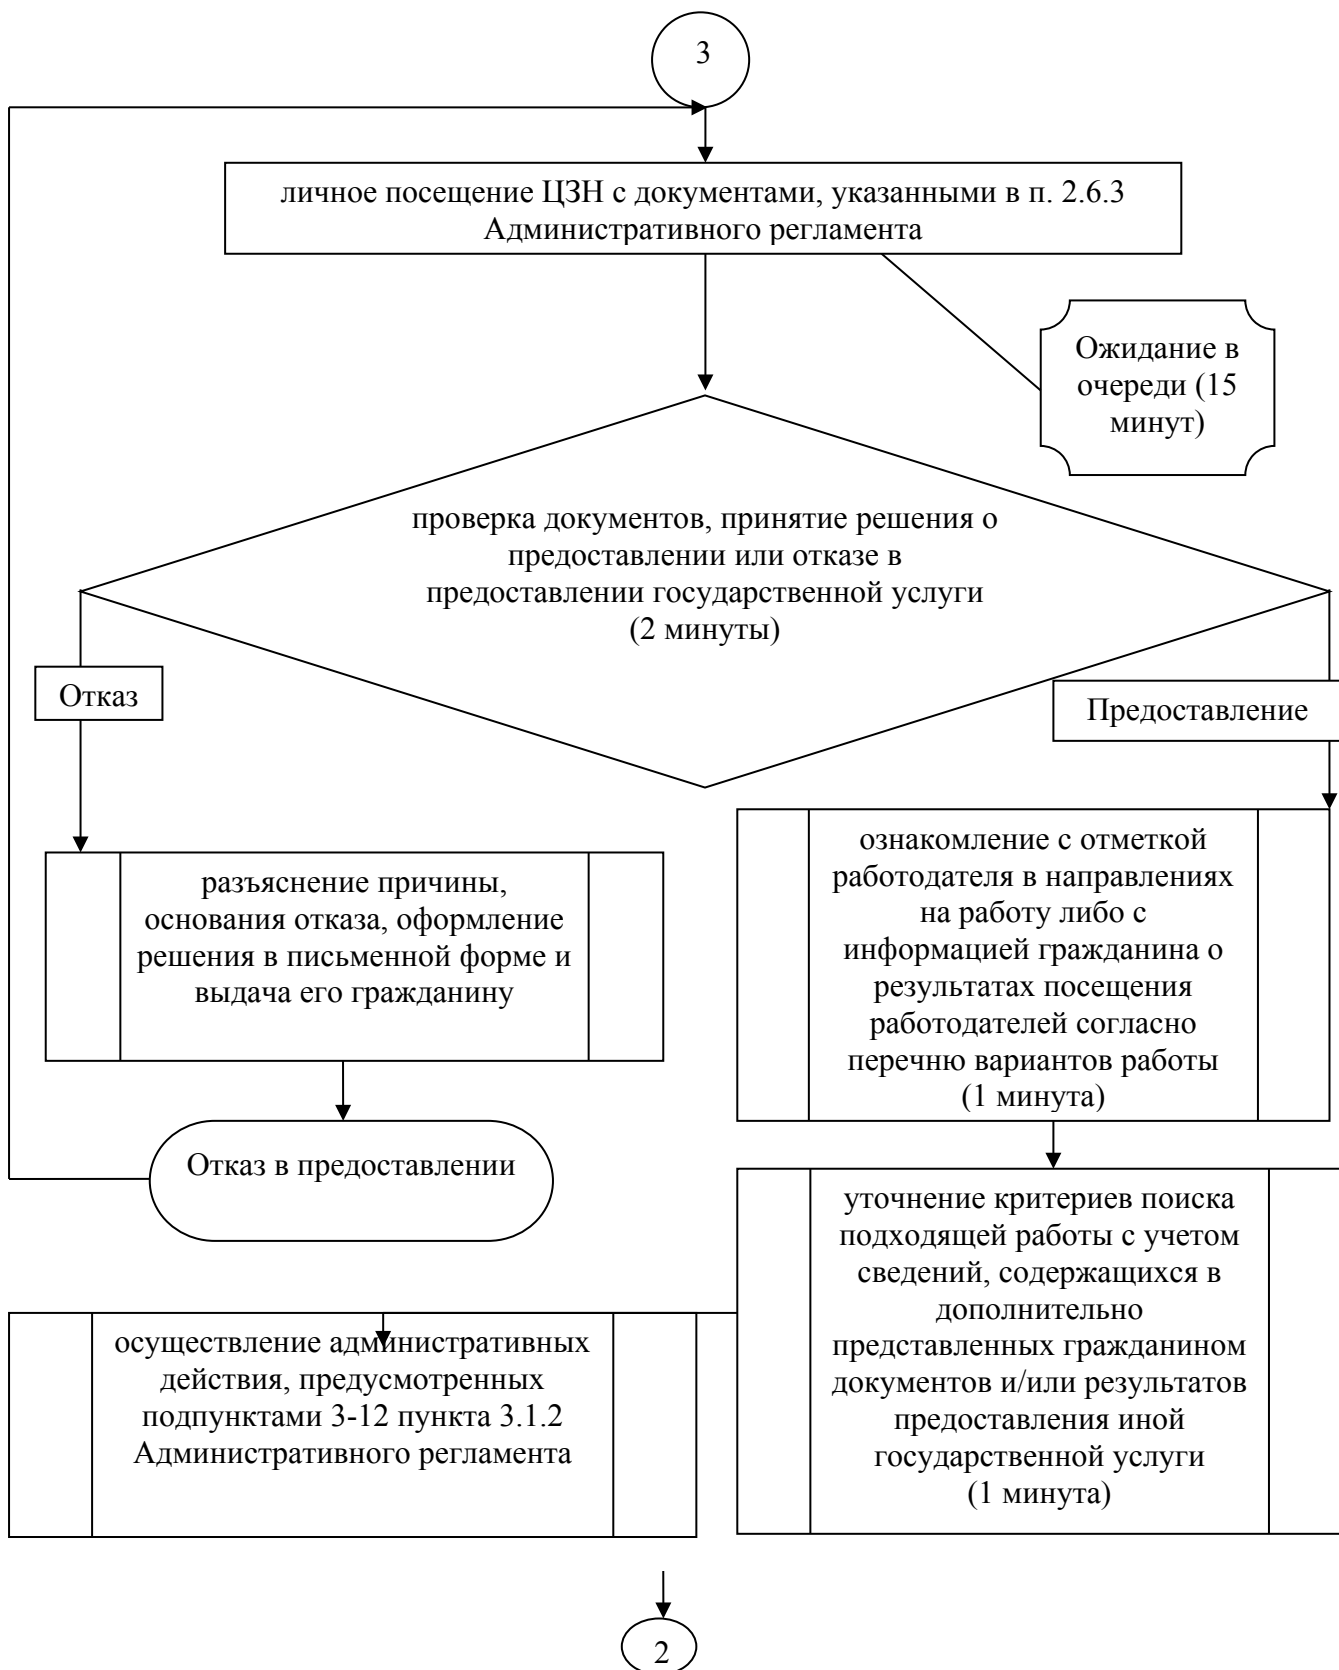 3
личное посещение ЦЗН с документами, указанными в п. 2.6.3
Административного регламента
Ожидание в
очереди (15
минут)
проверка документов, принятие решения о
предоставлении или отказе в
предоставлении государственной услуги
(2 минуты)
Отказ
Предоставление
разъяснение причины,
основания отказа, оформление
решения в письменной форме и
выдача его гражданину
ознакомление с отметкой
работодателя в направлениях
на работу либо с
информацией гражданина о
результатах посещения
работодателей согласно
перечню вариантов работы
(1 минута)
Отказ в предоставлении
уточнение критериев поиска
подходящей работы с учетом
сведений, содержащихся в
дополнительно
представленных гражданином
документов и/или результатов
предоставления иной
государственной услуги
(1 минута)
осуществление административных
действия, предусмотренных
подпунктами 3-12 пункта 3.1.2
Административного регламента
2